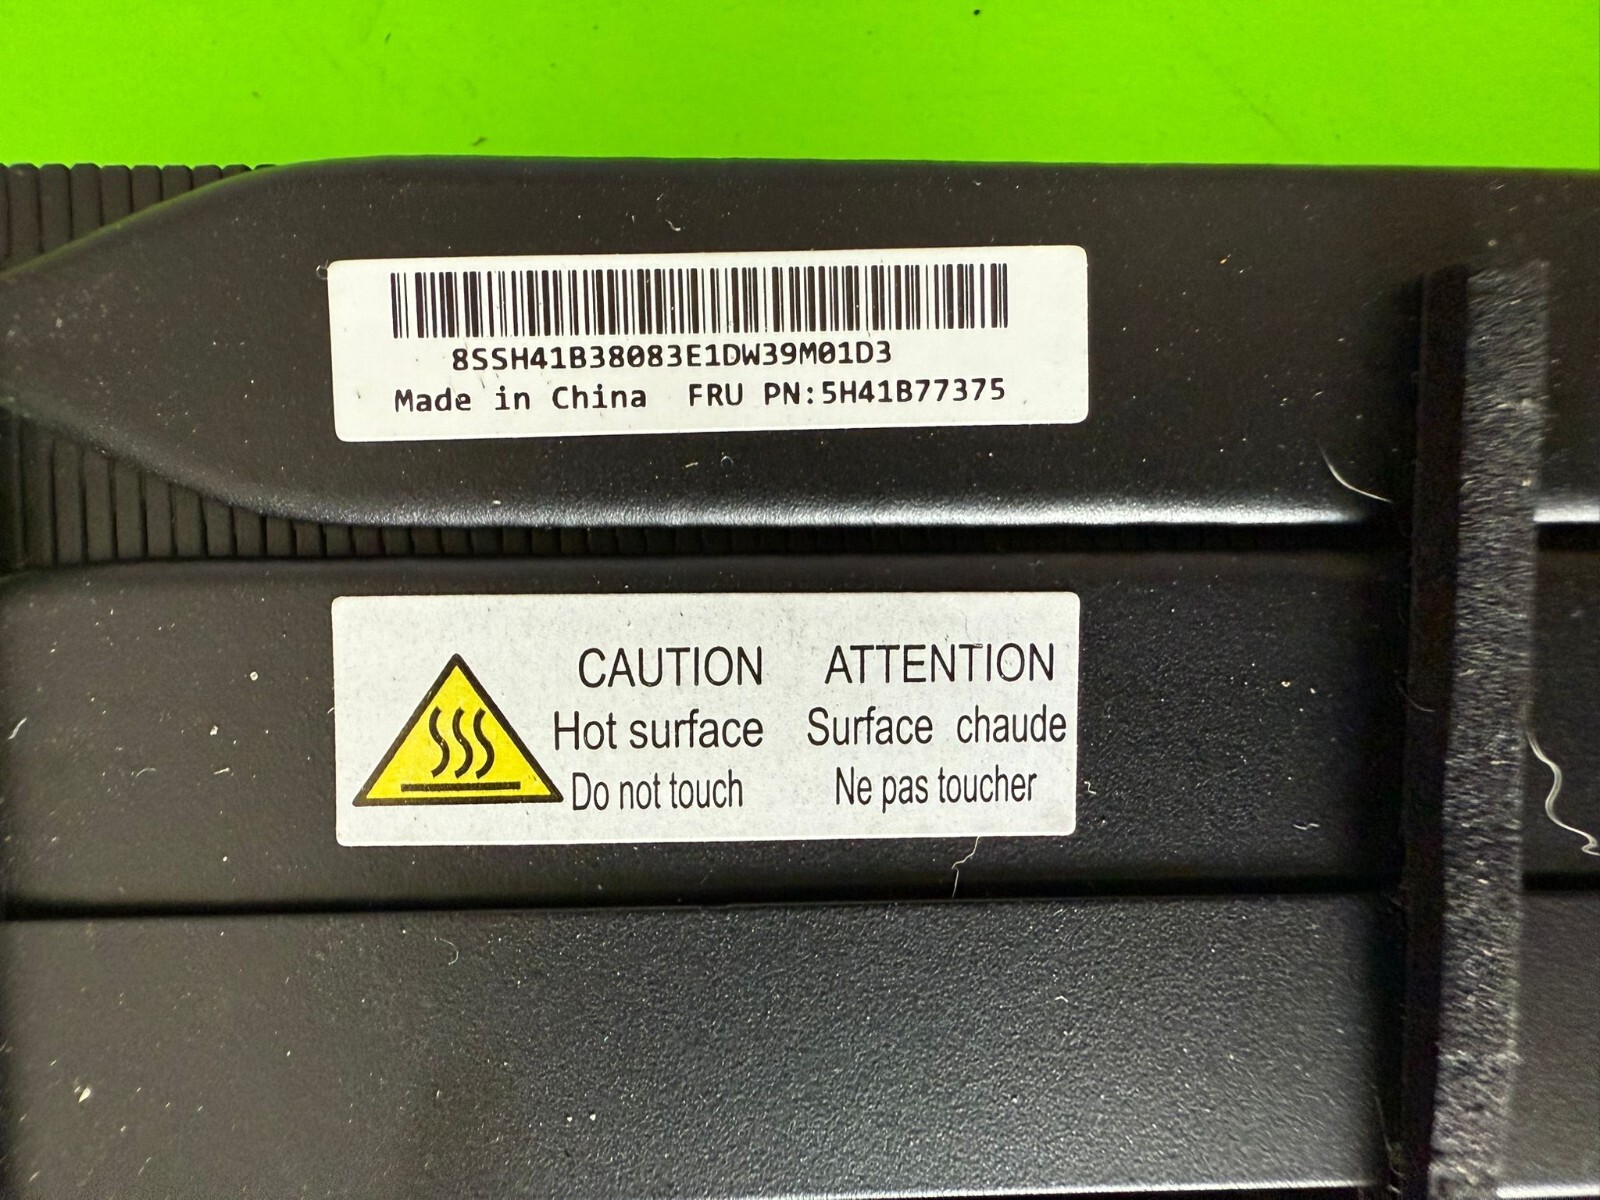 8SSH41B38083E1DW39M01D3
Made in China FRU PN:5H41B77375
CAUTION
Hot surface
Do not touch
ATTENTION
Surface chaude
Ne pas toucher